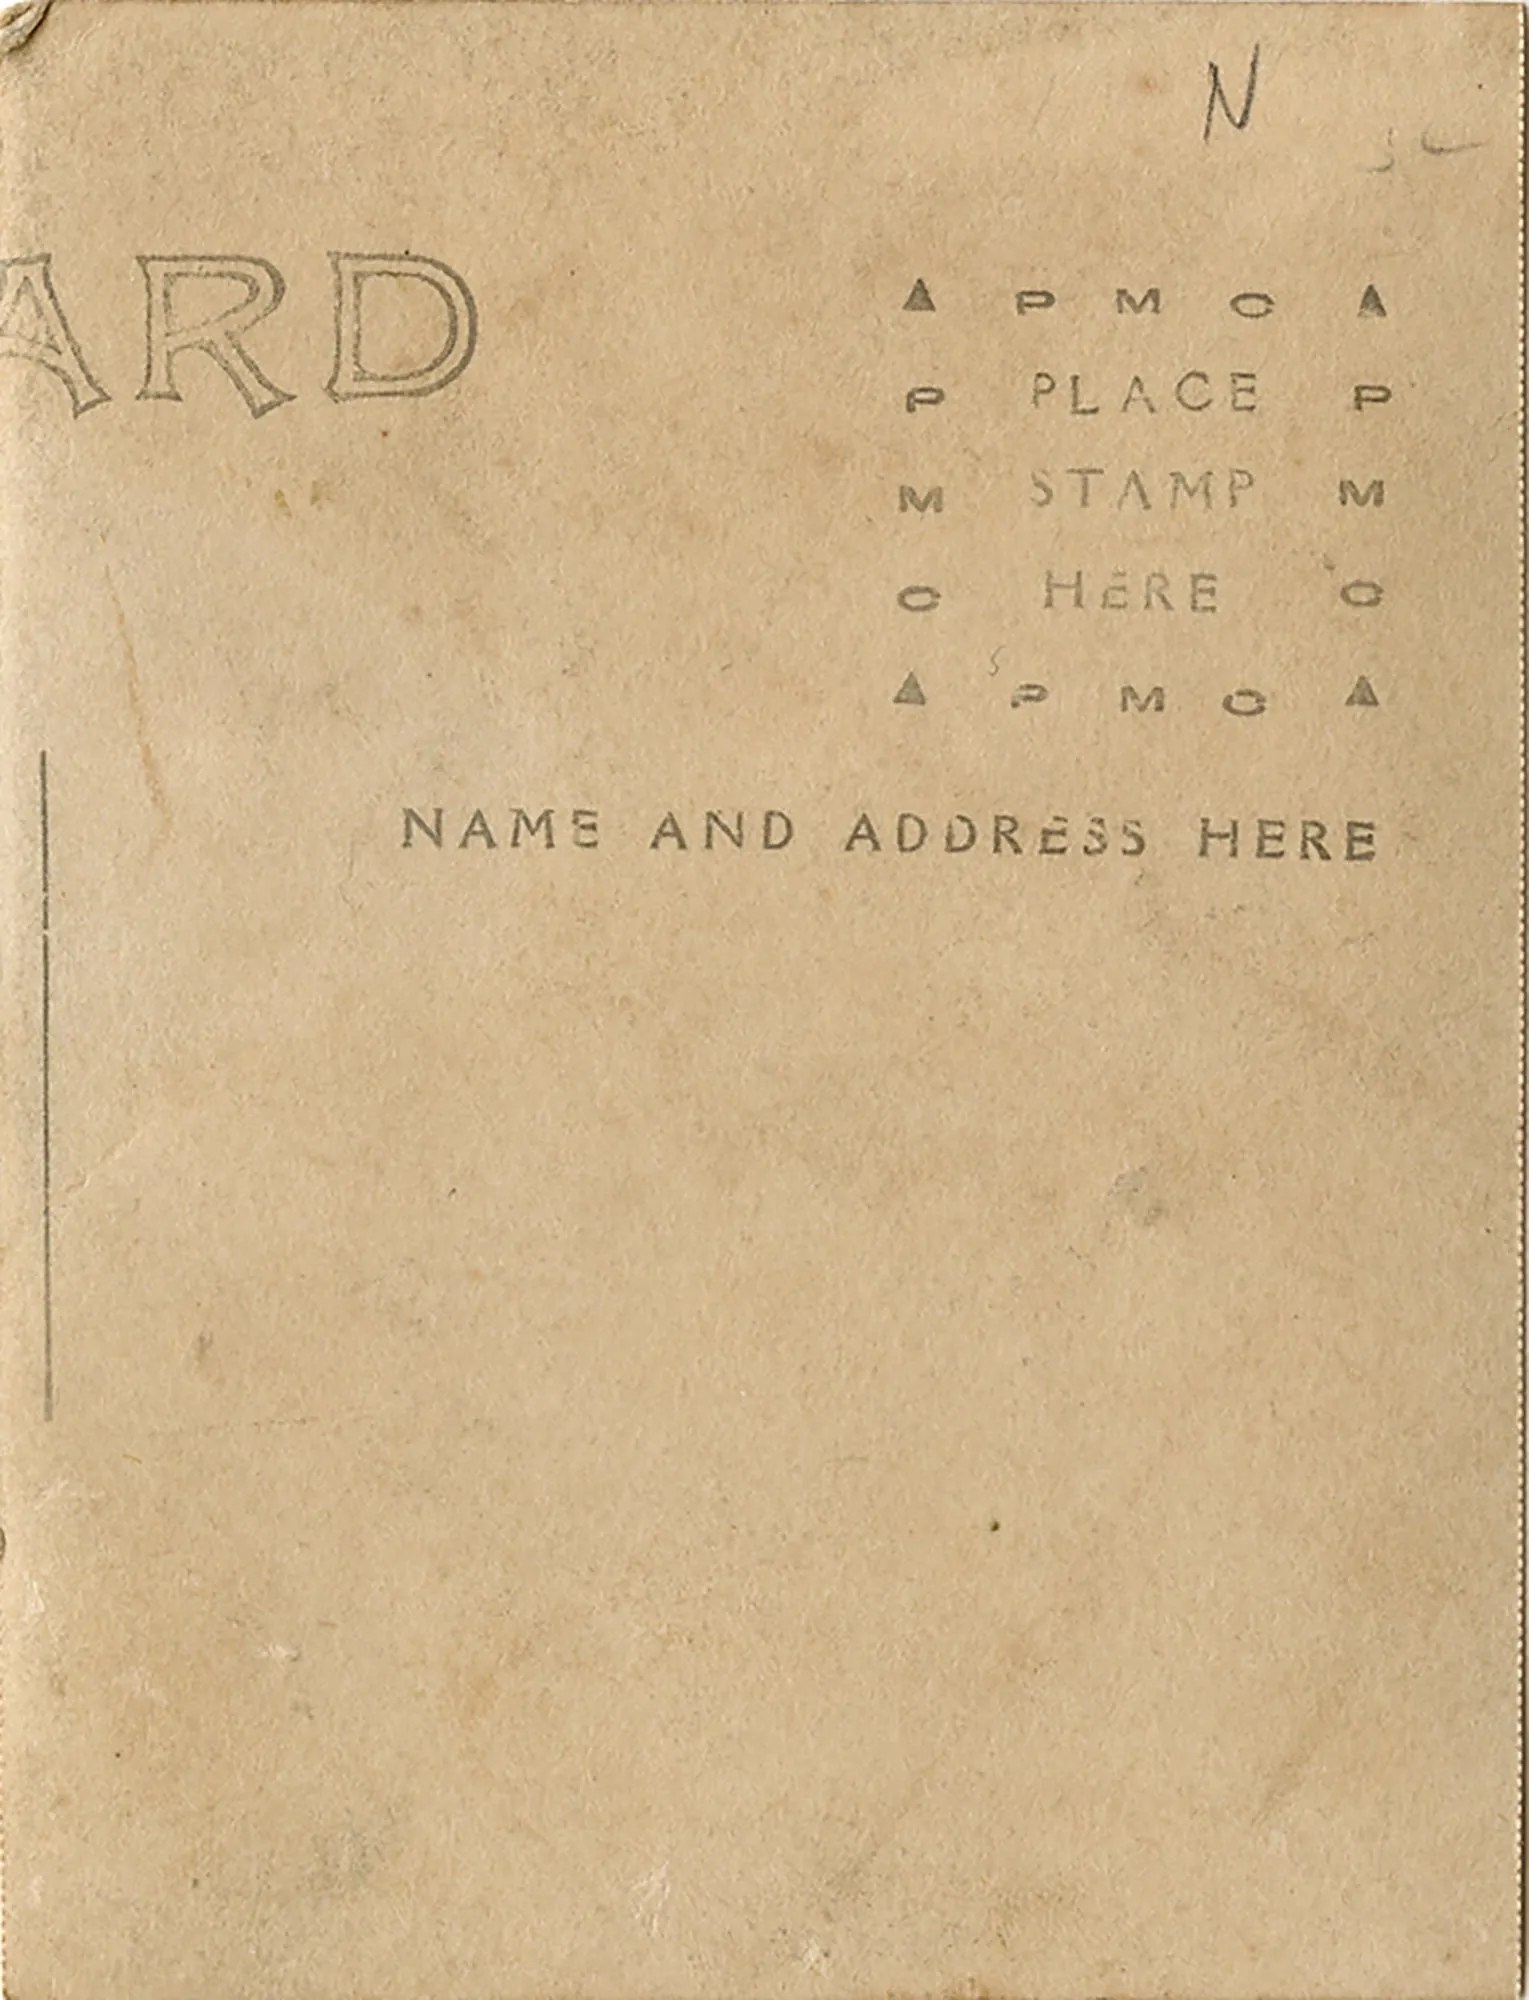 N
ARD
▲ P M C ▲
P PLACE P
M STAMP M
C HERE C
▲ P M C ▲
NAME AND ADDRESS HERE